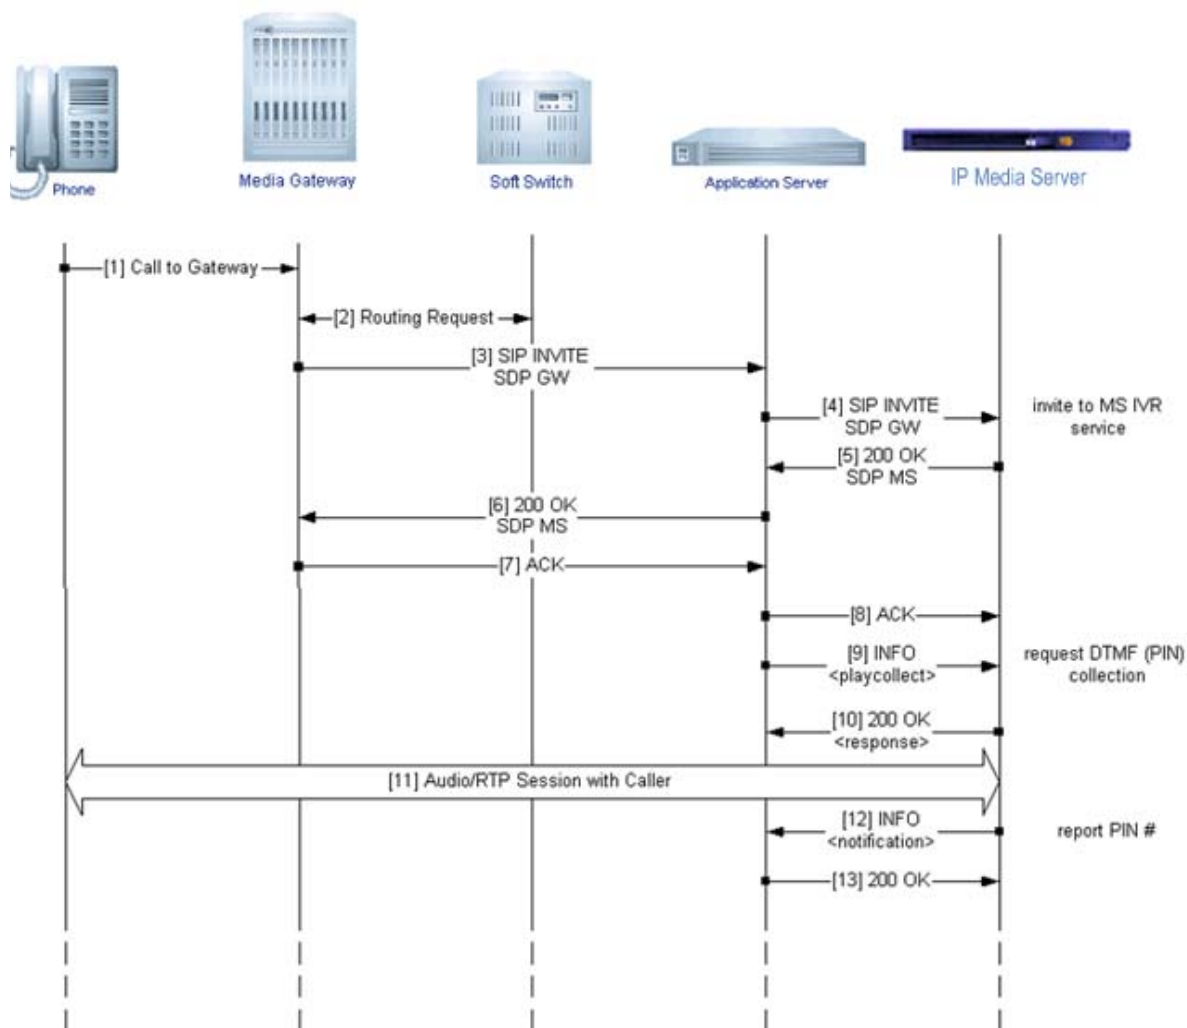 Phone
Media Gateway
Soft Switch
Application Server
IP Media Server
[1] Call to Gateway
[2] Routing Request
[3] SIP INVITE
SDP GW
[4] SIP INVITE
SDP GW
invite to MS IVR
service
[5] 200 OK
SDP MS
[6] 200 OK
SDP MS
[7] ACK
[8] ACK
[9] INFO
<playcollect>
request DTMF (PIN)
collection
[10] 200 OK
<response>
[11] Audio/RTP Session with Caller
[12] INFO
<notification>
report PIN #
[13] 200 OK